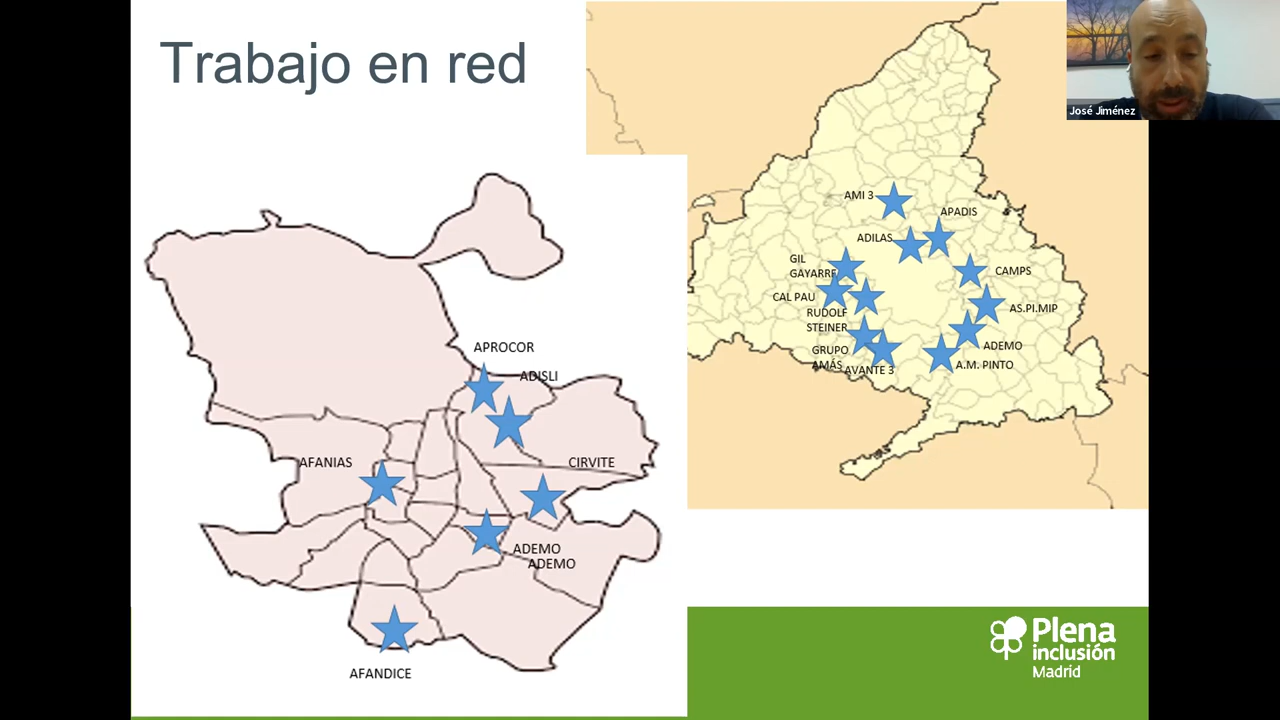 Trabajo en red
José Jiménez
AMI 3
APADIS
ADILAS
GIL
GAYARRE
CAMPS
CAL PAU
AS.PI.MIP
RUDOLF
STEINER
ADEMO
GRUPO
AMÁS
AVANTE 3
A.M. PINTO
APROCOR
ADISLI
AFANIAS
CIRVITE
ADEMO
ADEMO
AFANDICE
Plena
inclusión
Madrid